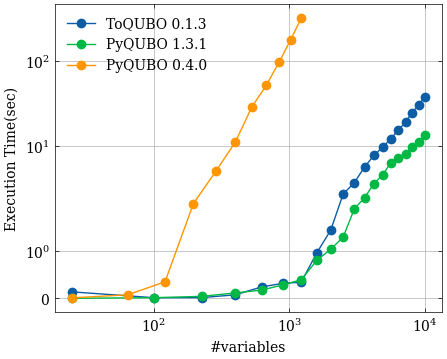 ToQUBO 0.1.3
PyQUBO 1.3.1
PyQUBO 0.4.0
Execution Time(sec)
10²
10¹
10⁰
0
10² 10³ 10⁴
#variables